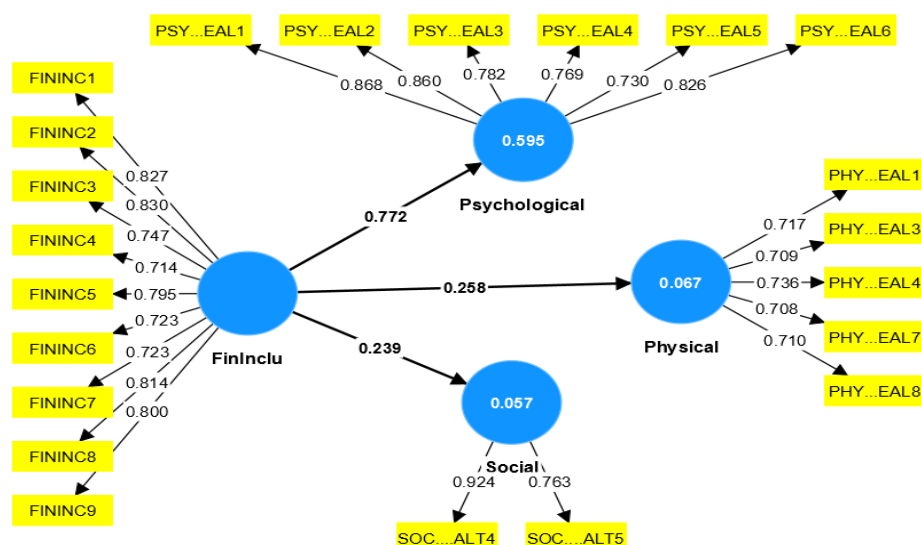 PSY...EAL1
PSY...EAL2
PSY...EAL3
PSY...EAL4
PSY...EAL5
PSY...EAL6
0.868
0.860
0.782
0.769
0.730
0.826
0.595
Psychological
FININC1
FININC2
FININC3
FININC4
FININC5
FININC6
FININC7
FININC8
FININC9
0.827
0.830
0.747
0.714
0.795
0.723
0.723
0.814
0.800
FinInclu
0.772
0.258
0.239
0.067
Physical
0.717
0.709
0.736
0.708
0.710
PHY...EAL1
PHY...EAL3
PHY...EAL4
PHY...EAL7
PHY...EAL8
0.057
Social
0.924
0.763
SOC....ALT4
SOC....ALT5